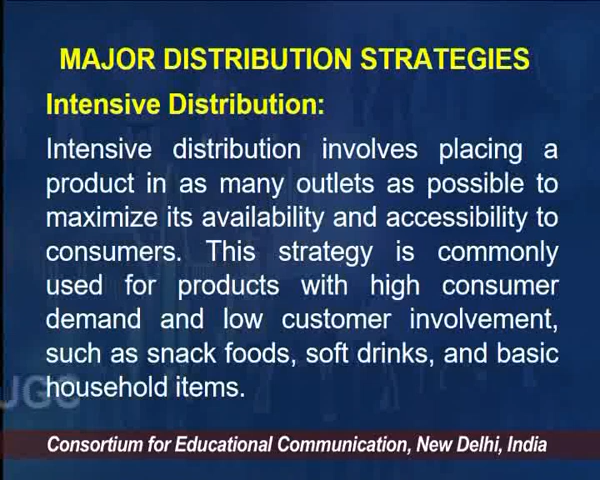 MAJOR DISTRIBUTION STRATEGIES
Intensive Distribution:
Intensive distribution involves placing a
product in as many outlets as possible to
maximize its availability and accessibility to
consumers. This strategy is commonly
used for products with high consumer
demand and low customer involvement,
such as snack foods, soft drinks, and basic
household items.
Consortium for Educational Communication, New Delhi, India